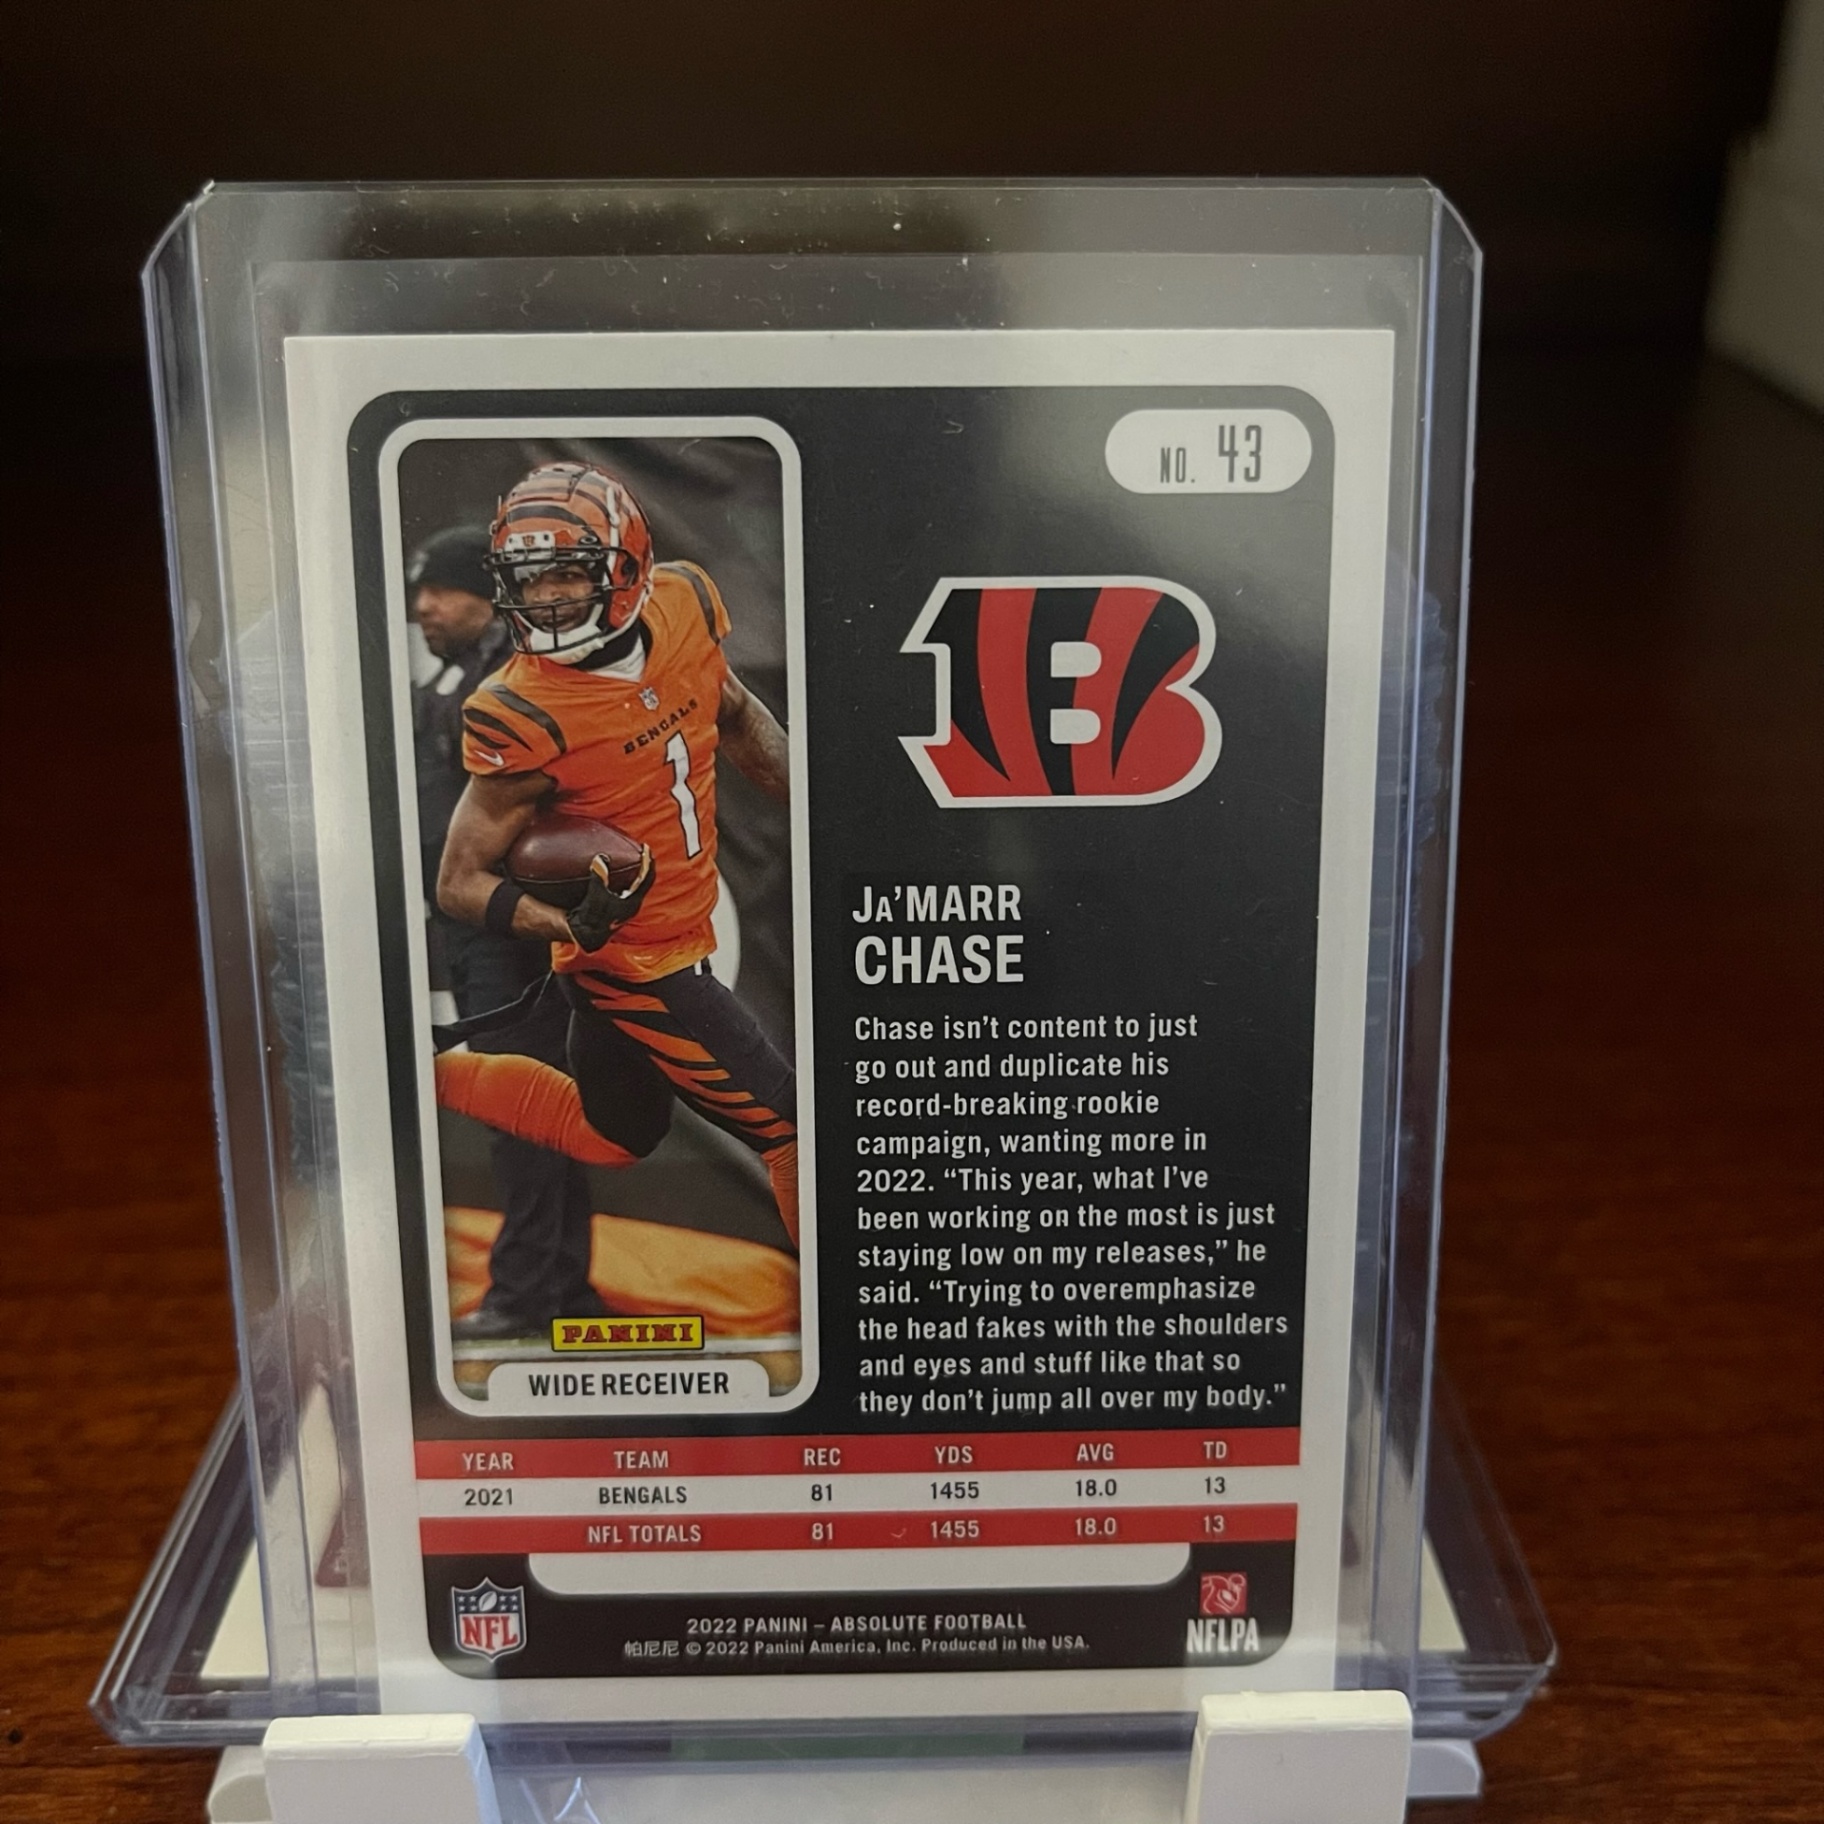 NO. 43
BENGALS
1
JA'MARR
CHASE
Chase isn't content to just
go out and duplicate his
record-breaking rookie
campaign, wanting more in
2022. “This year, what I've
been working on the most is just
staying low on my releases,” he
said. “Trying to overemphasize
the head fakes with the shoulders
and eyes and stuff like that so
they don't jump all over my body.”
PANINI
WIDE RECEIVER
YEAR TEAM REC YDS AVG TD
2021 BENGALS 81 1455 18.0 13
NFL TOTALS 81 1455 18.0 13
NFL
2022 PANINI – ABSOLUTE FOOTBALL
帕尼尼 © 2022 Panini America, Inc. Produced in the USA.
NFLPA